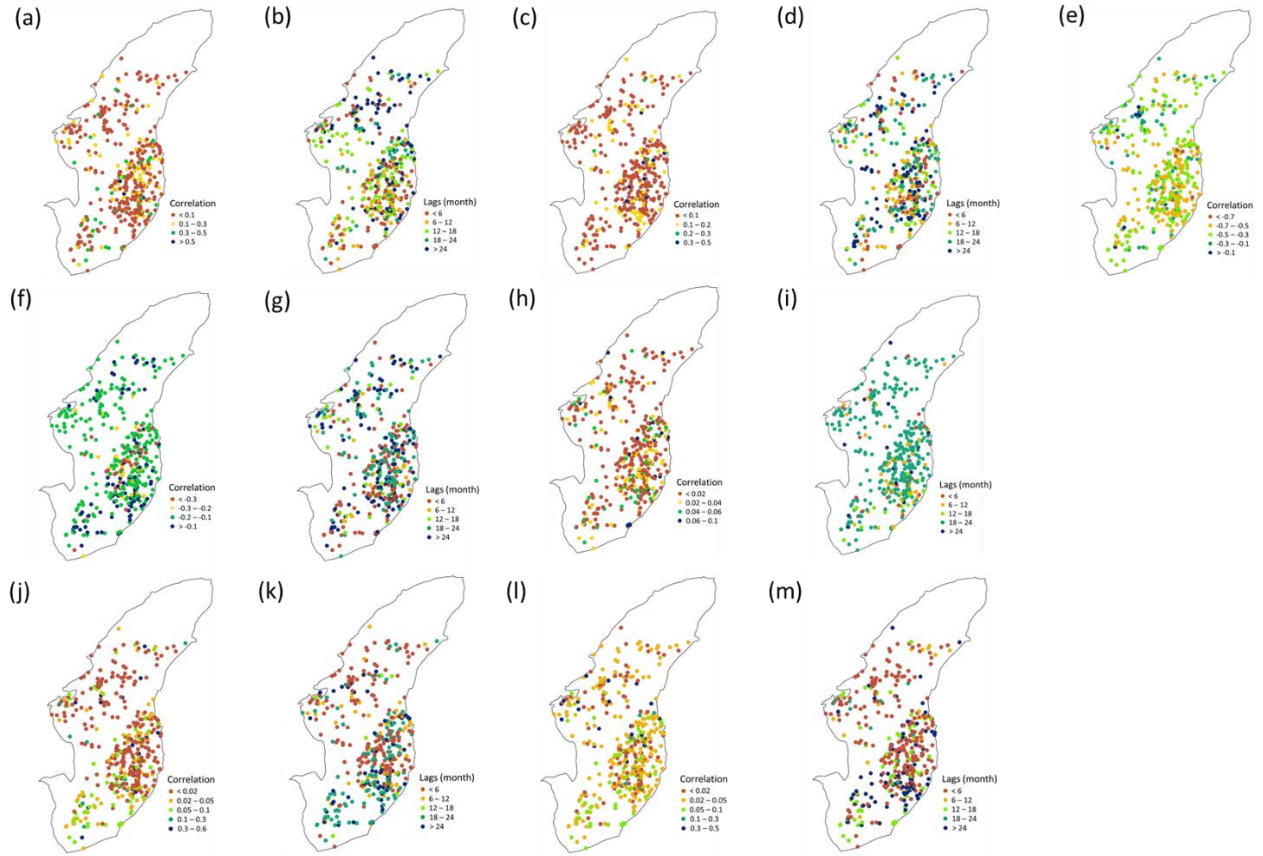 (a)
Correlation
< 0.1
0.1 – 0.3
0.3 – 0.5
> 0.5
(b)
Lags (month)
< 6
6 – 12
12 – 18
18 – 24
> 24
(c)
Correlation
< 0.1
0.1 – 0.2
0.2 – 0.3
0.3 – 0.5
(d)
Lags (month)
< 6
6 – 12
12 – 18
18 – 24
> 24
(e)
Correlation
< -0.7
-0.7 – -0.5
-0.5 – -0.3
-0.3 – -0.1
> -0.1
(f)
Correlation
< -0.3
-0.3 – -0.2
-0.2 – -0.1
> -0.1
(g)
Lags (month)
< 6
6 – 12
12 – 18
18 – 24
> 24
(h)
Correlation
< 0.02
0.02 – 0.04
0.04 – 0.06
0.06 – 0.1
(i)
Lags (month)
< 6
6 – 12
12 – 18
18 – 24
> 24
(j)
Correlation
< 0.02
0.02 – 0.05
0.05 – 0.1
0.1 – 0.3
0.3 – 0.6
(k)
Lags (month)
< 6
6 – 12
12 – 18
18 – 24
> 24
(l)
Correlation
< 0.02
0.02 – 0.05
0.05 – 0.1
0.1 – 0.3
0.3 – 0.5
(m)
Lags (month)
< 6
6 – 12
12 – 18
18 – 24
> 24